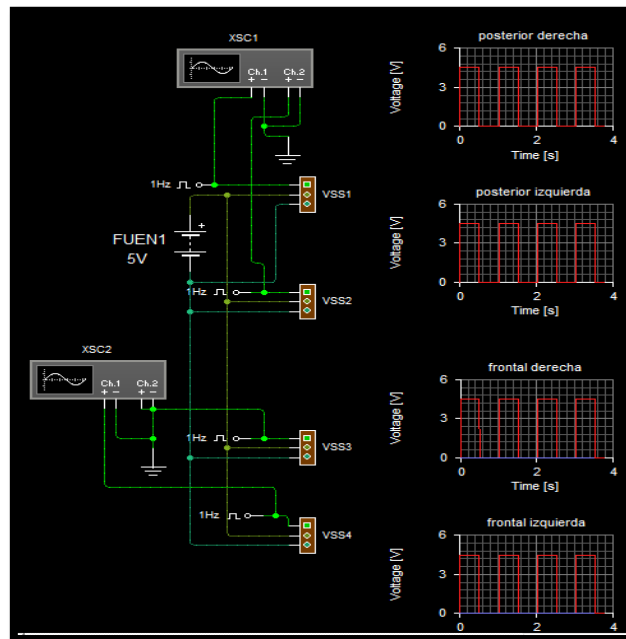 XSC1
Ch.1 Ch.2
+ − + −
1Hz
VSS1
+
FUEN1
5V
1Hz
VSS2
XSC2
Ch.1 Ch.2
+ − + −
1Hz
VSS3
1Hz
VSS4
posterior derecha
Voltage [V]
6
3
0
0 2 4
Time [s]
posterior izquierda
Voltage [V]
6
3
0
0 2 4
frontal derecha
Voltage [V]
6
3
0
0 2 4
Time [s]
frontal izquierda
Voltage [V]
6
3
0
0 2 4